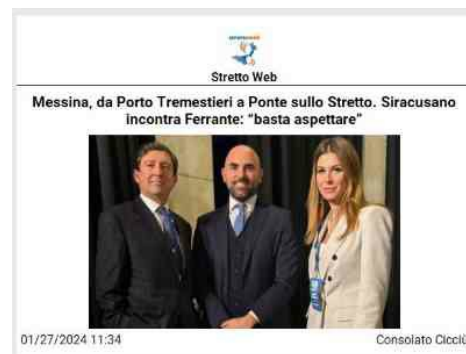 Stretto Web
Messina, da Porto Tremestieri a Ponte sullo Stretto. Siracusano
incontra Ferrante: “basta aspettare”
01/27/2024 11:34
Consolato Cicciù